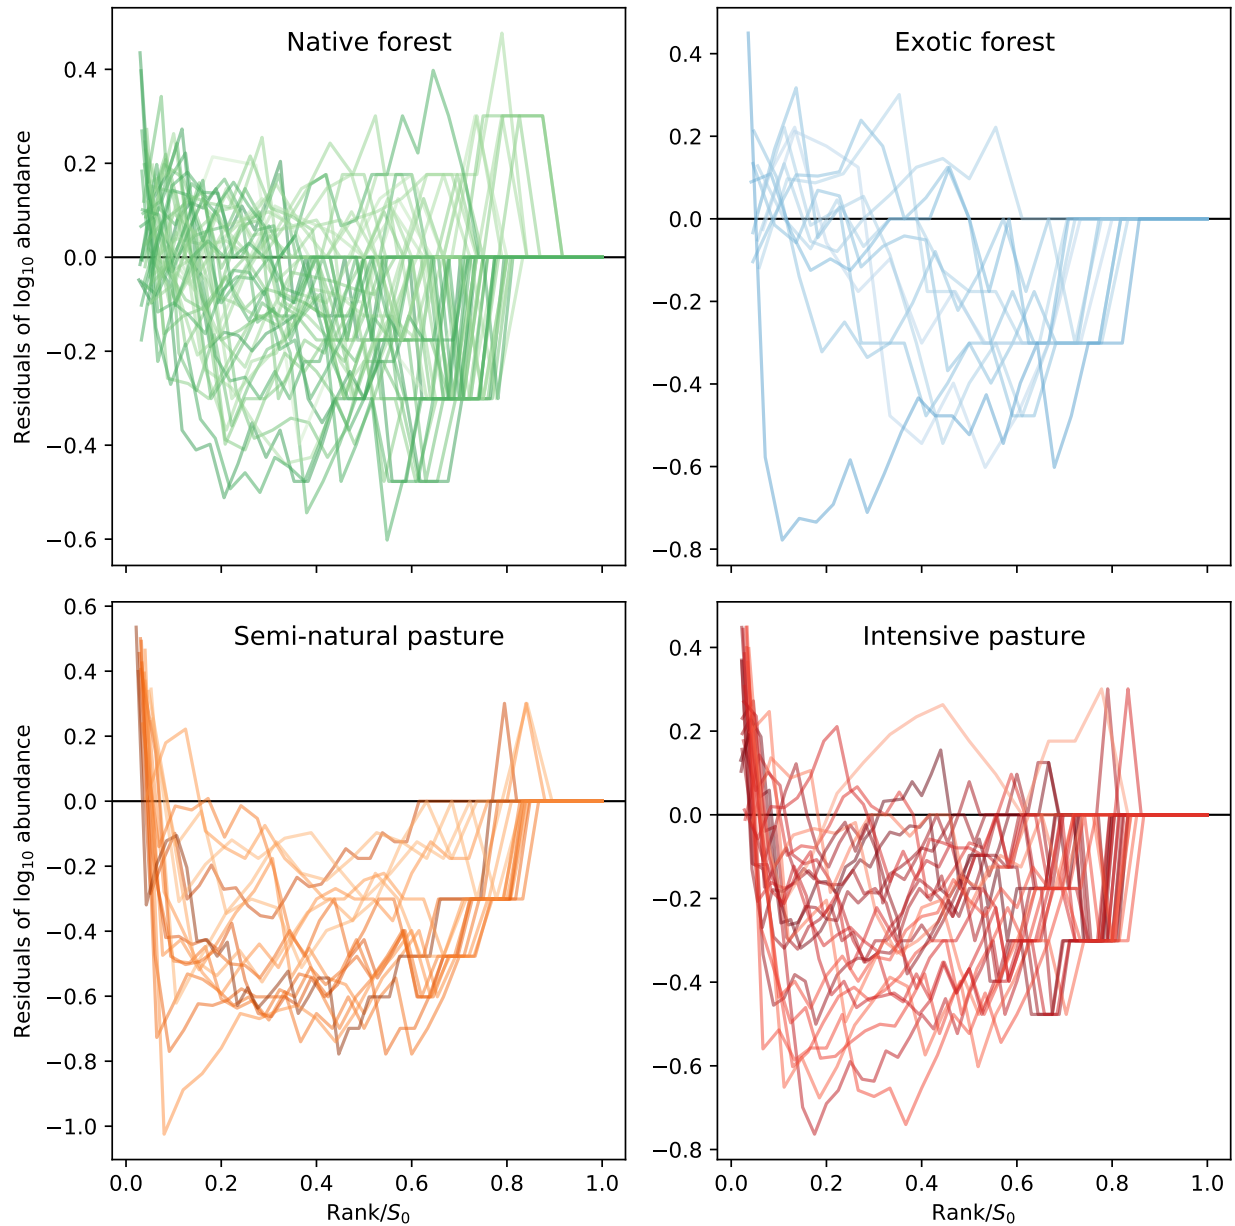 Native forest
Exotic forest
Residuals of log₁₀ abundance
0.4
0.2
0.0
−0.2
−0.4
−0.6
0.4
0.2
0.0
−0.2
−0.4
−0.6
−0.8
Semi-natural pasture
Intensive pasture
Residuals of log₁₀ abundance
0.6
0.4
0.2
0.0
−0.2
−0.4
−0.6
−0.8
−1.0
0.4
0.2
0.0
−0.2
−0.4
−0.6
−0.8
0.0 0.2 0.4 0.6 0.8 1.0
0.0 0.2 0.4 0.6 0.8 1.0
Rank/S₀
Rank/S₀